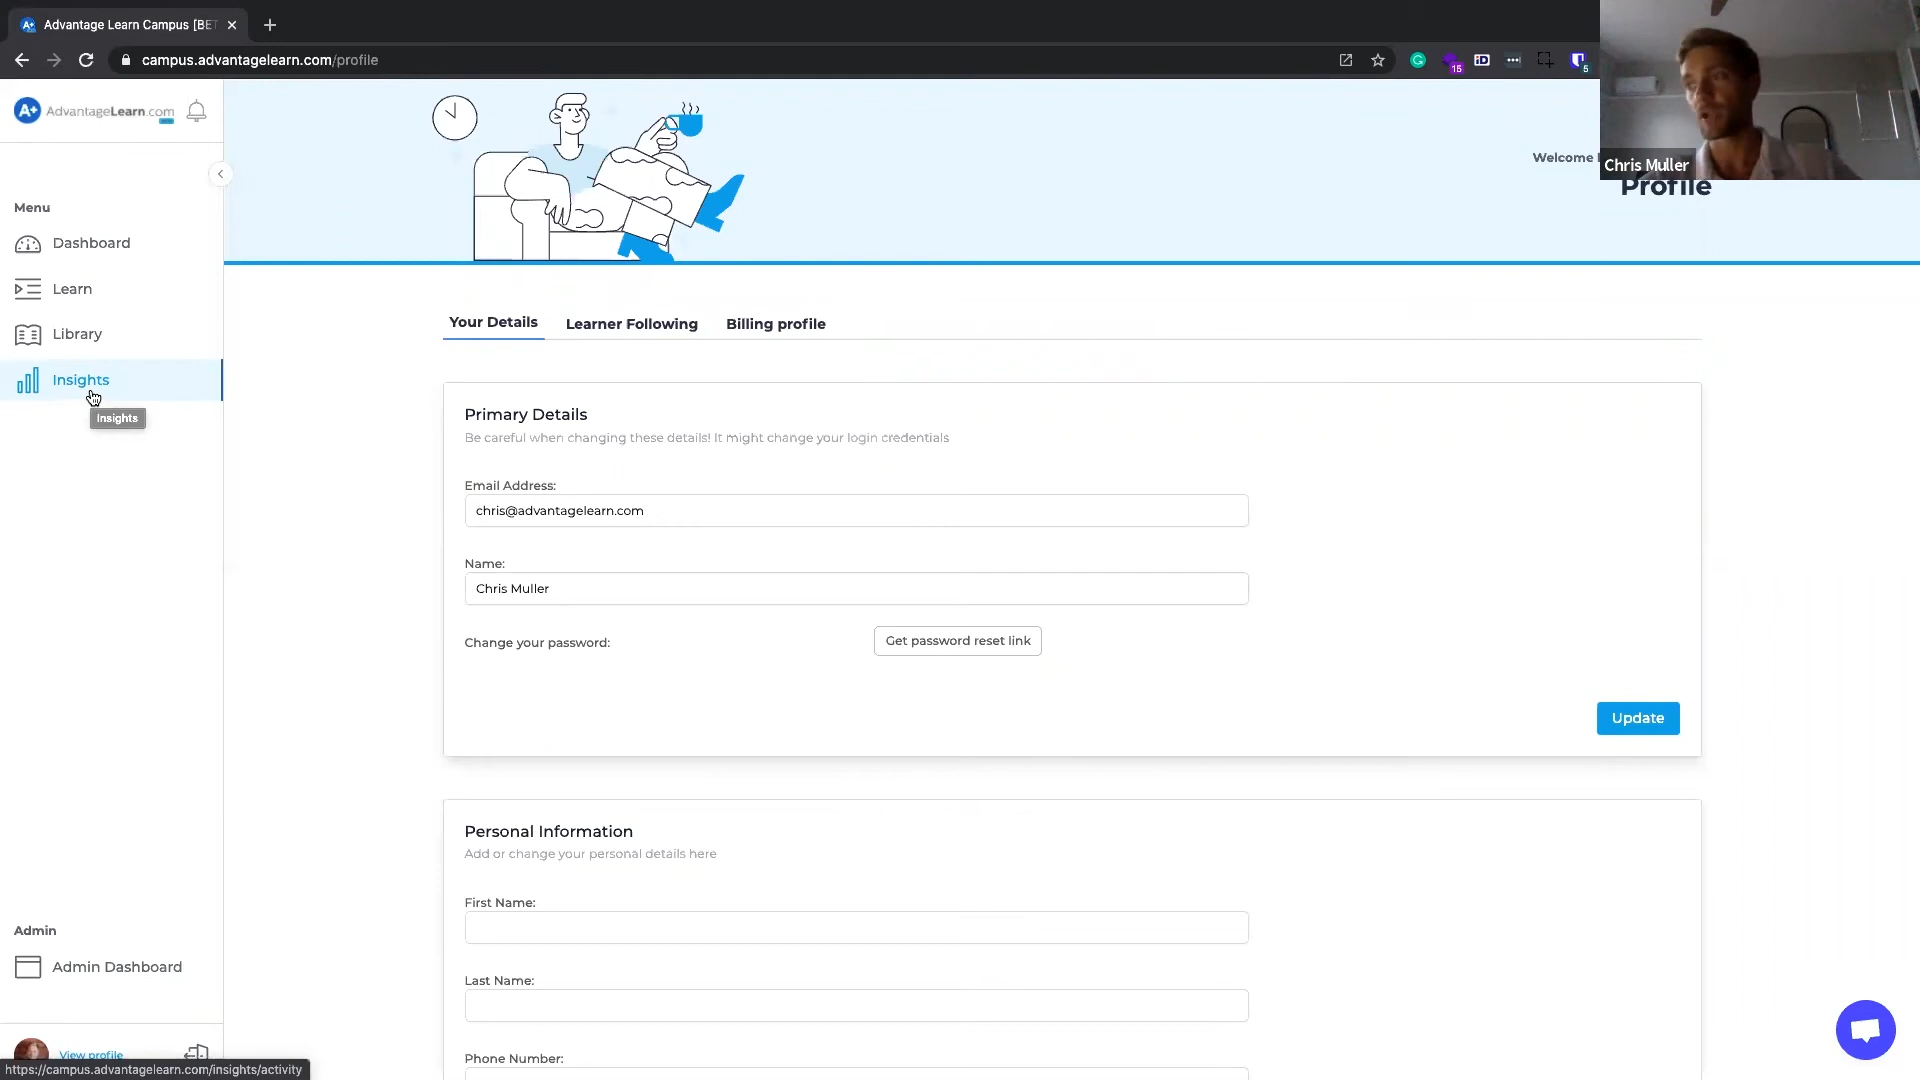 Advantage Learn Campus [BET
campus.advantagelearn.com/profile
15
iD
5
A+ AdvantageLearn.com
Menu
Dashboard
Learn
Library
Insights
Insights
Admin
Admin Dashboard
View profile
https://campus.advantagelearn.com/insights/activity
Welcome
Profile
Chris Muller
Your Details
Learner Following
Billing profile
Primary Details
Be careful when changing these details! It might change your login credentials
Email Address:
chris@advantagelearn.com
Name:
Chris Muller
Change your password:
Get password reset link
Update
Personal Information
Add or change your personal details here
First Name:
Last Name:
Phone Number: